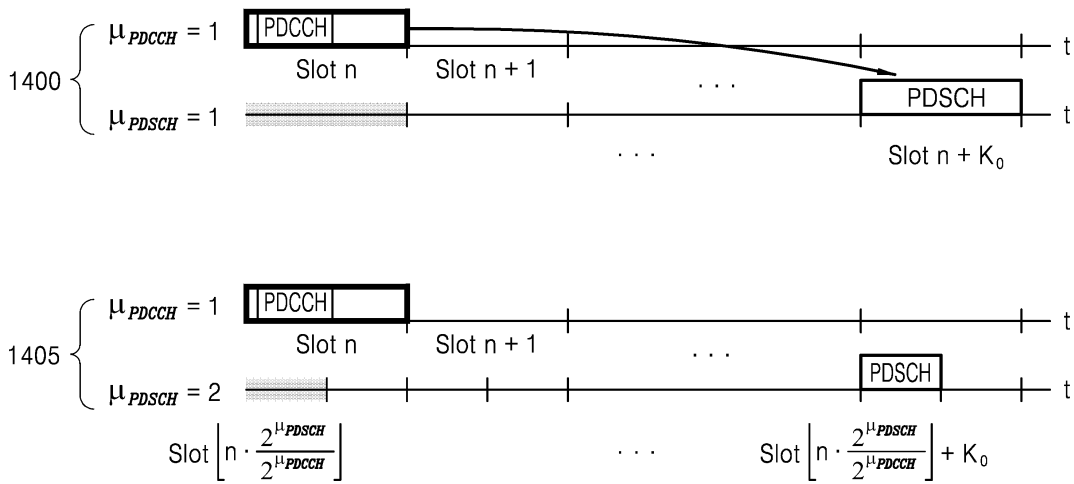 μPDCCH = 1 PDCCH t
Slot n Slot n + 1
1400
· · · PDSCH
μPDSCH = 1 t
· · · Slot n + K₀
μPDCCH = 1 PDCCH t
Slot n Slot n + 1
1405
· · · PDSCH
μPDSCH = 2 t
Slot ⌊n · 2^μPDSCH / 2^μPDCCH⌋ · · · Slot ⌊n · 2^μPDSCH / 2^μPDCCH⌋ + K₀